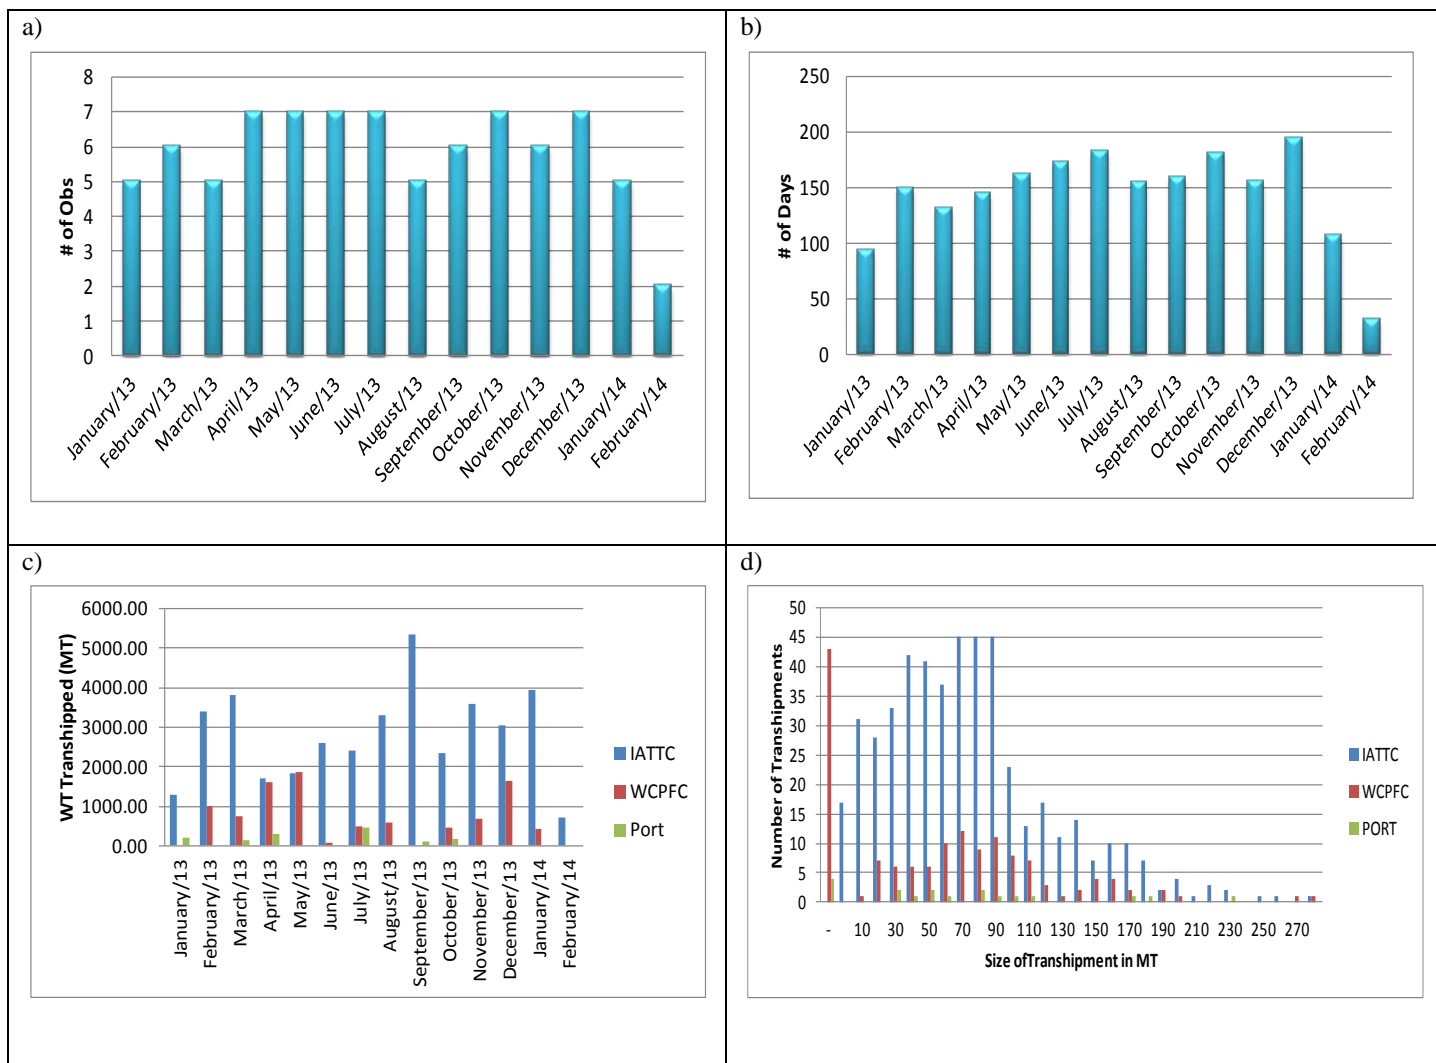 a)
8
7
6
5
4
3
2
1
0
# of Obs
January/13
February/13
March/13
April/13
May/13
June/13
July/13
August/13
September/13
October/13
November/13
December/13
January/14
February/14
b)
250
200
150
100
50
0
# of Days
January/13
February/13
March/13
April/13
May/13
June/13
July/13
August/13
September/13
October/13
November/13
December/13
January/14
February/14
c)
6000.00
5000.00
4000.00
3000.00
2000.00
1000.00
0.00
WT Transhipped (MT)
IATTC
WCPFC
Port
January/13
February/13
March/13
April/13
May/13
June/13
July/13
August/13
September/13
October/13
November/13
December/13
January/14
February/14
d)
50
45
40
35
30
25
20
15
10
5
0
Number of Transhipments
IATTC
WCPFC
PORT
- 10 30 50 70 90 110 130 150 170 190 210 230 250 270
Size ofTranshipment in MT